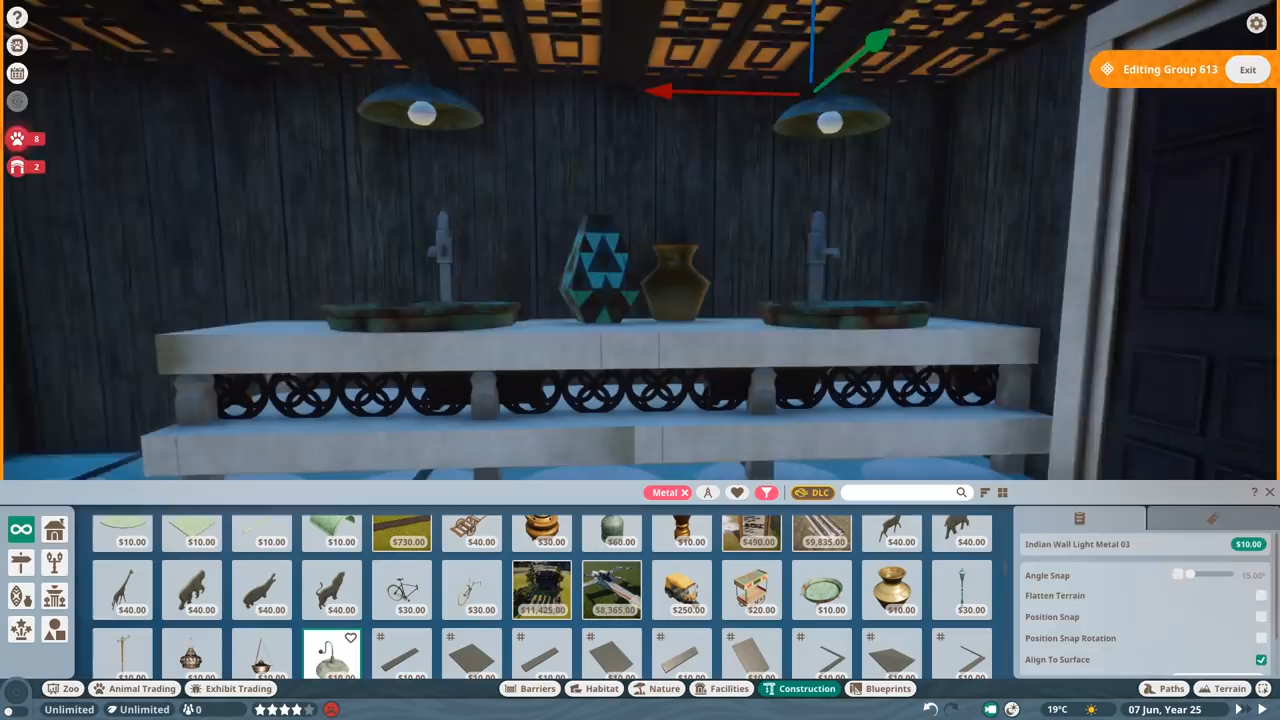 ?
Editing Group 613 Exit
8
2
Metal × DLC ? ×
$10.00 $10.00 $10.00 $10.00 $730.00 $40.00 $30.00 $60.00 $10.00 $490.00 $9,835.00 $40.00 $40.00
Indian Wall Light Metal 03 $10.00
Angle Snap 15.00°
Flatten Terrain
Position Snap
Position Snap Rotation
Align To Surface
$40.00 $40.00 $40.00 $40.00 $30.00 $30.00 $11,425.00 $8,365.00 $250.00 $20.00 $10.00 $10.00 $30.00
# # # # # # # # #
Zoo Animal Trading Exhibit Trading Barriers Habitat Nature Facilities Construction Blueprints Paths Terrain
Unlimited Unlimited 0 19°C 07 Jun, Year 25